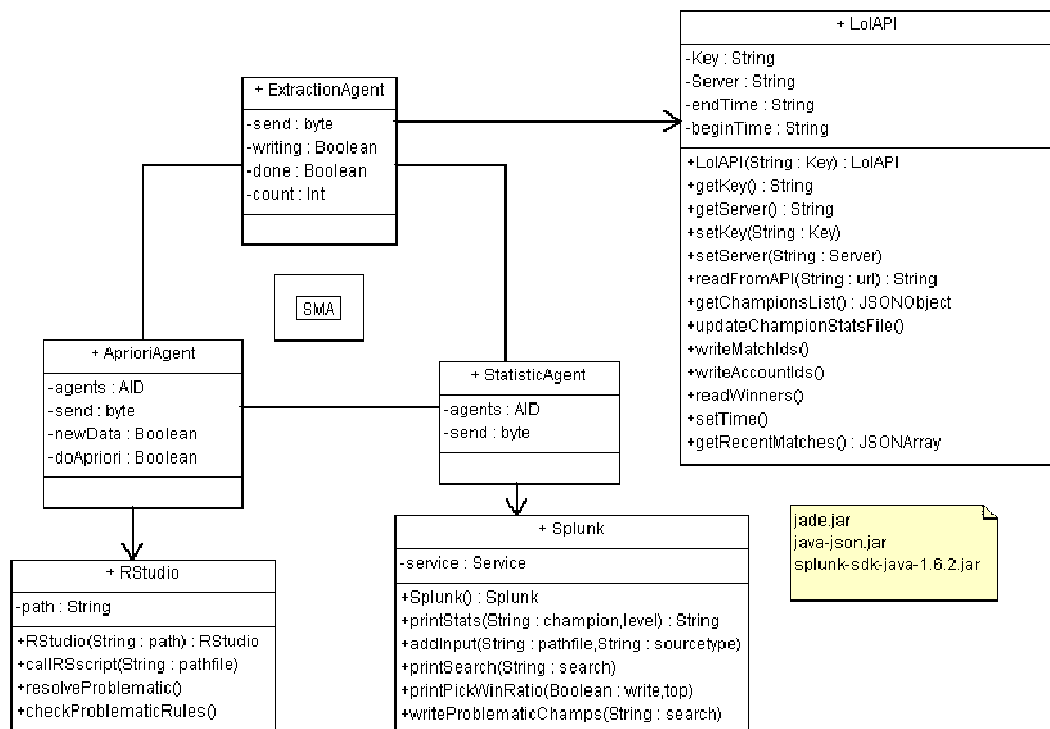 + LolAPI
-Key : String
-Server : String
-endTime : String
-beginTime : String
+LolAPI(String : Key) : LolAPI
+getKey() : String
+getServer() : String
+setKey(String : Key)
+setServer(String : Server)
+readFromAPI(String : url) : String
+getChampionsList() : JSONObject
+updateChampionStatsFile()
+writeMatchIds()
+writeAccountIds()
+readWinners()
+setTime()
+getRecentMatches() : JSONArray
+ ExtractionAgent
-send : byte
-writing : Boolean
-done : Boolean
-count : Int
SMA
+ AprioriAgent
-agents : AID
-send : byte
-newData : Boolean
-doApriori : Boolean
+ StatisticAgent
-agents : AID
-send : byte
+ RStudio
-path : String
+RStudio(String : path) : RStudio
+callRSscript(String : pathfile)
+resolveProblematic()
+checkProblematicRules()
+ Splunk
-service : Service
+Splunk() : Splunk
+printStats(String : champion,level) : String
+addInput(String : pathfile,String : sourcetype)
+printSearch(String : search)
+printPickWinRatio(Boolean : write,top)
+writeProblematicChamps(String : search)
jade.jar
java-json.jar
splunk-sdk-java-1.6.2.jar